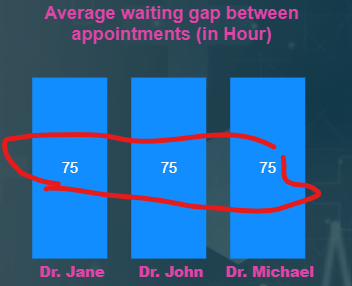 Average waiting gap between
appointments (in Hour)
75 75 75
Dr. Jane Dr. John Dr. Michael